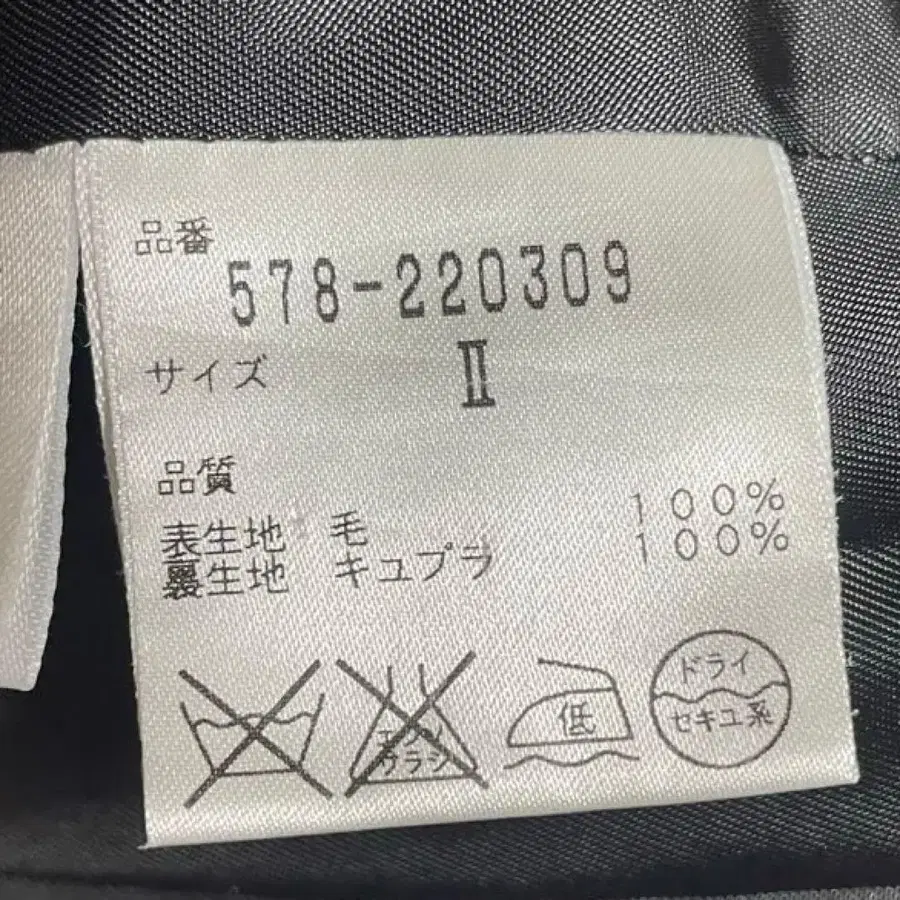 品番
578-220309
サイズ Ⅱ
品質
表生地 毛 100%
裏生地 キュプラ 100%
エンソ
サラシ
低
ドライ
セキユ系